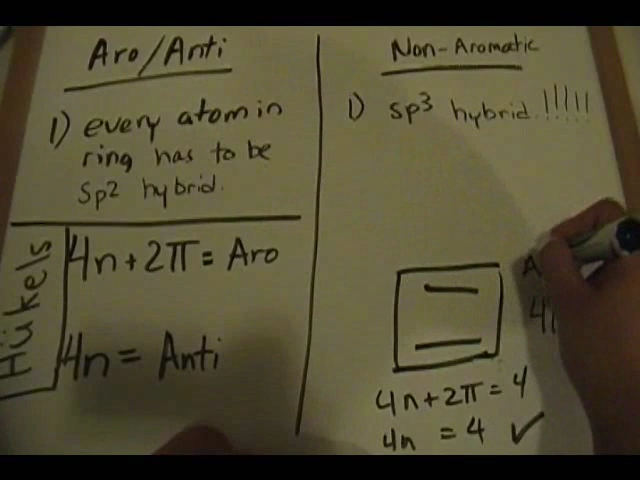 Aro/Anti
1) every atom in
ring has to be
sp2 hybrid.
Hükels
4n+2π = Aro
4n = Anti
Non-Aromatic
1) sp³ hybrid !!!!!
A
4n+2π = 4
4n = 4 ✓